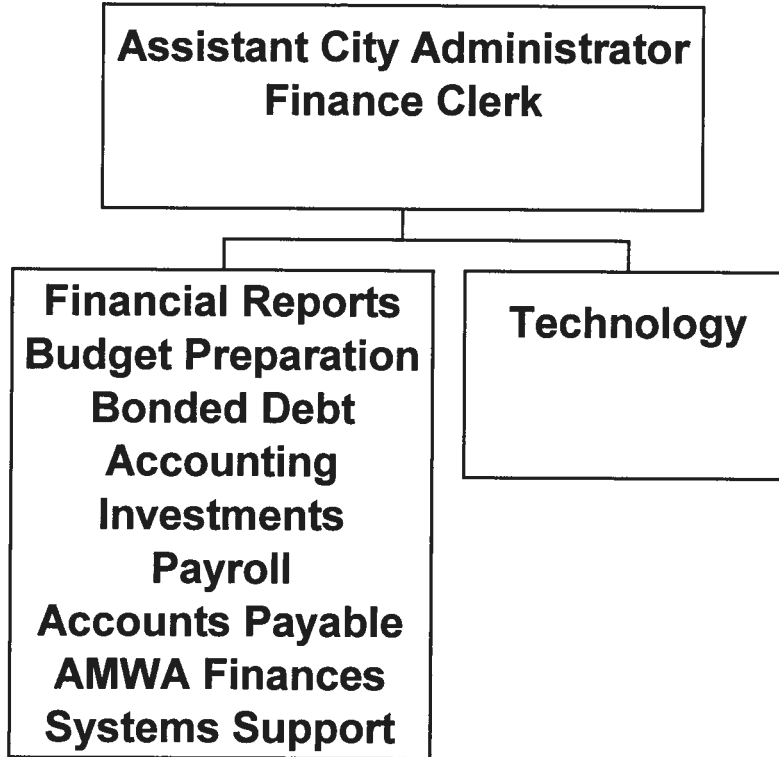 Assistant City Administrator
Finance Clerk
Financial Reports
Budget Preparation
Bonded Debt
Accounting
Investments
Payroll
Accounts Payable
AMWA Finances
Systems Support
Technology